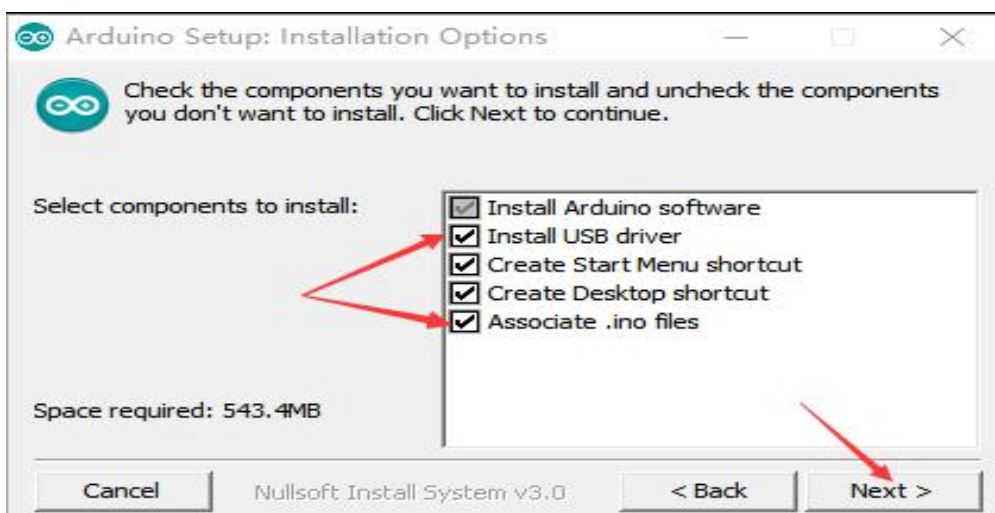 Arduino Setup: Installation Options
Check the components you want to install and uncheck the components
you don't want to install. Click Next to continue.
Select components to install:
Install Arduino software
Install USB driver
Create Start Menu shortcut
Create Desktop shortcut
Associate .ino files
Space required: 543.4MB
Cancel
Nullsoft Install System v3.0
< Back
Next >